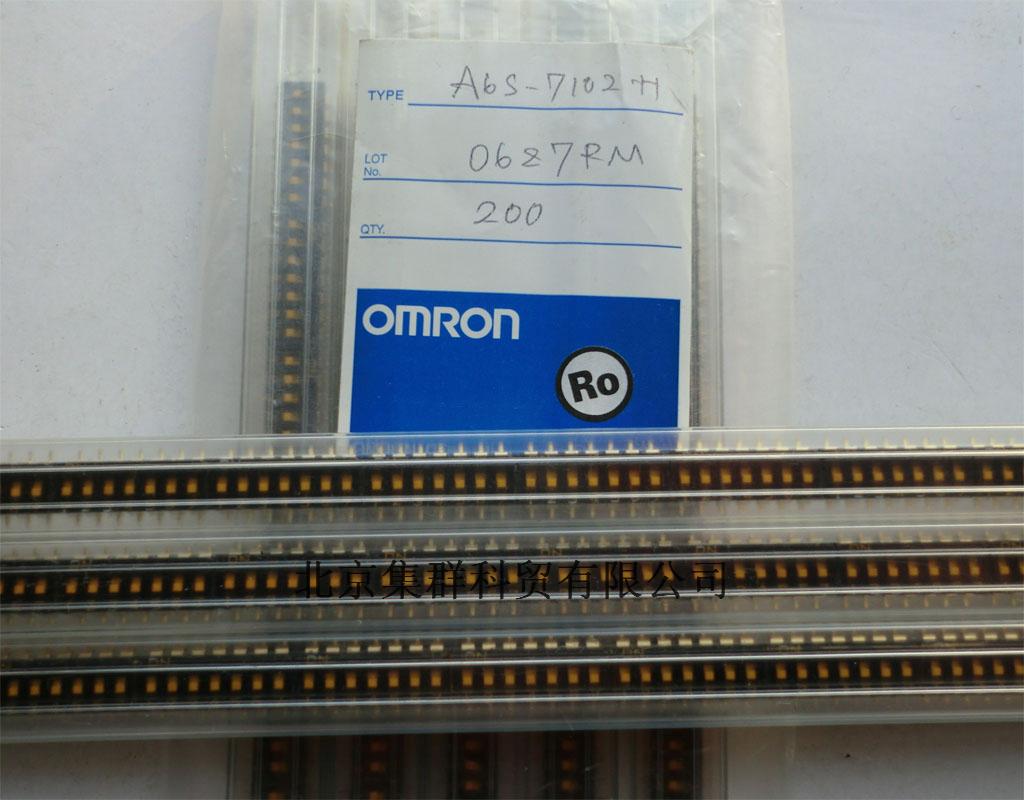 TYPE A6S-7102-H
LOT No. 0687RM
QTY. 200
OMRON
Ro
北京集群科贸有限公司